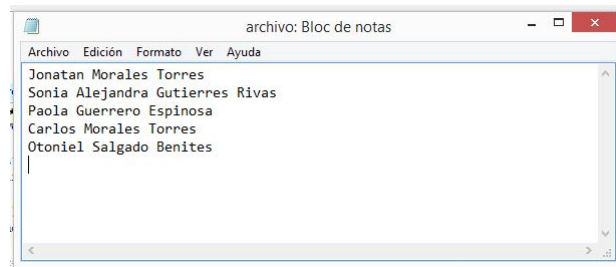 archivo: Bloc de notas
Archivo Edición Formato Ver Ayuda
Jonatan Morales Torres
Sonia Alejandra Gutierres Rivas
Paola Guerrero Espinosa
Carlos Morales Torres
Otoniel Salgado Benites